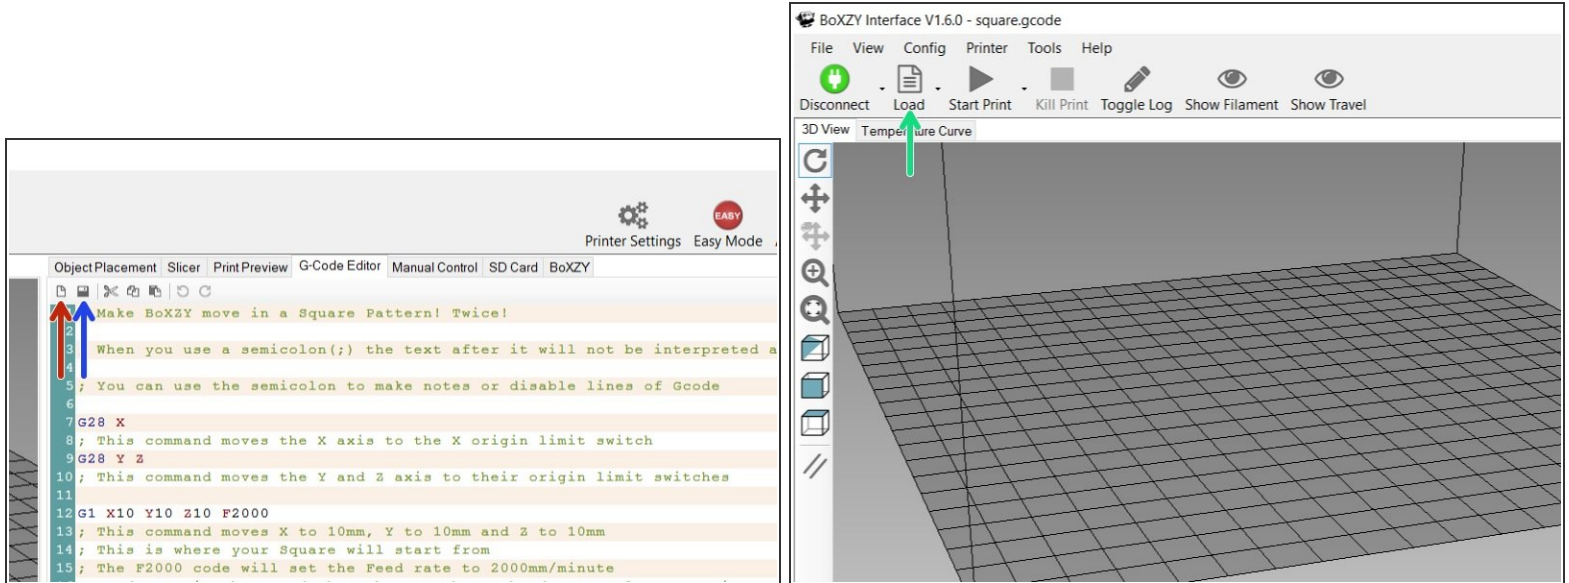 Printer Settings Easy Mode
Object Placement Slicer Print Preview G-Code Editor Manual Control SD Card BoXZY
Make BoXZY move in a Square Pattern! Twice!
2
3 When you use a semicolon(;) the text after it will not be interpreted a
4
5; You can use the semicolon to make notes or disable lines of Gcode
6
7 G28 X
8; This command moves the X axis to the X origin limit switch
9 G28 Y Z
10; This command moves the Y and Z axis to their origin limit switches
11
12 G1 X10 Y10 Z10 F2000
13; This command moves X to 10mm, Y to 10mm and Z to 10mm
14; This is where your Square will start from
15; The F2000 code will set the Feed rate to 2000mm/minute
BoXZY Interface V1.6.0 - square.gcode
File View Config Printer Tools Help
Disconnect Load Start Print Kill Print Toggle Log Show Filament Show Travel
3D View Temperature Curve